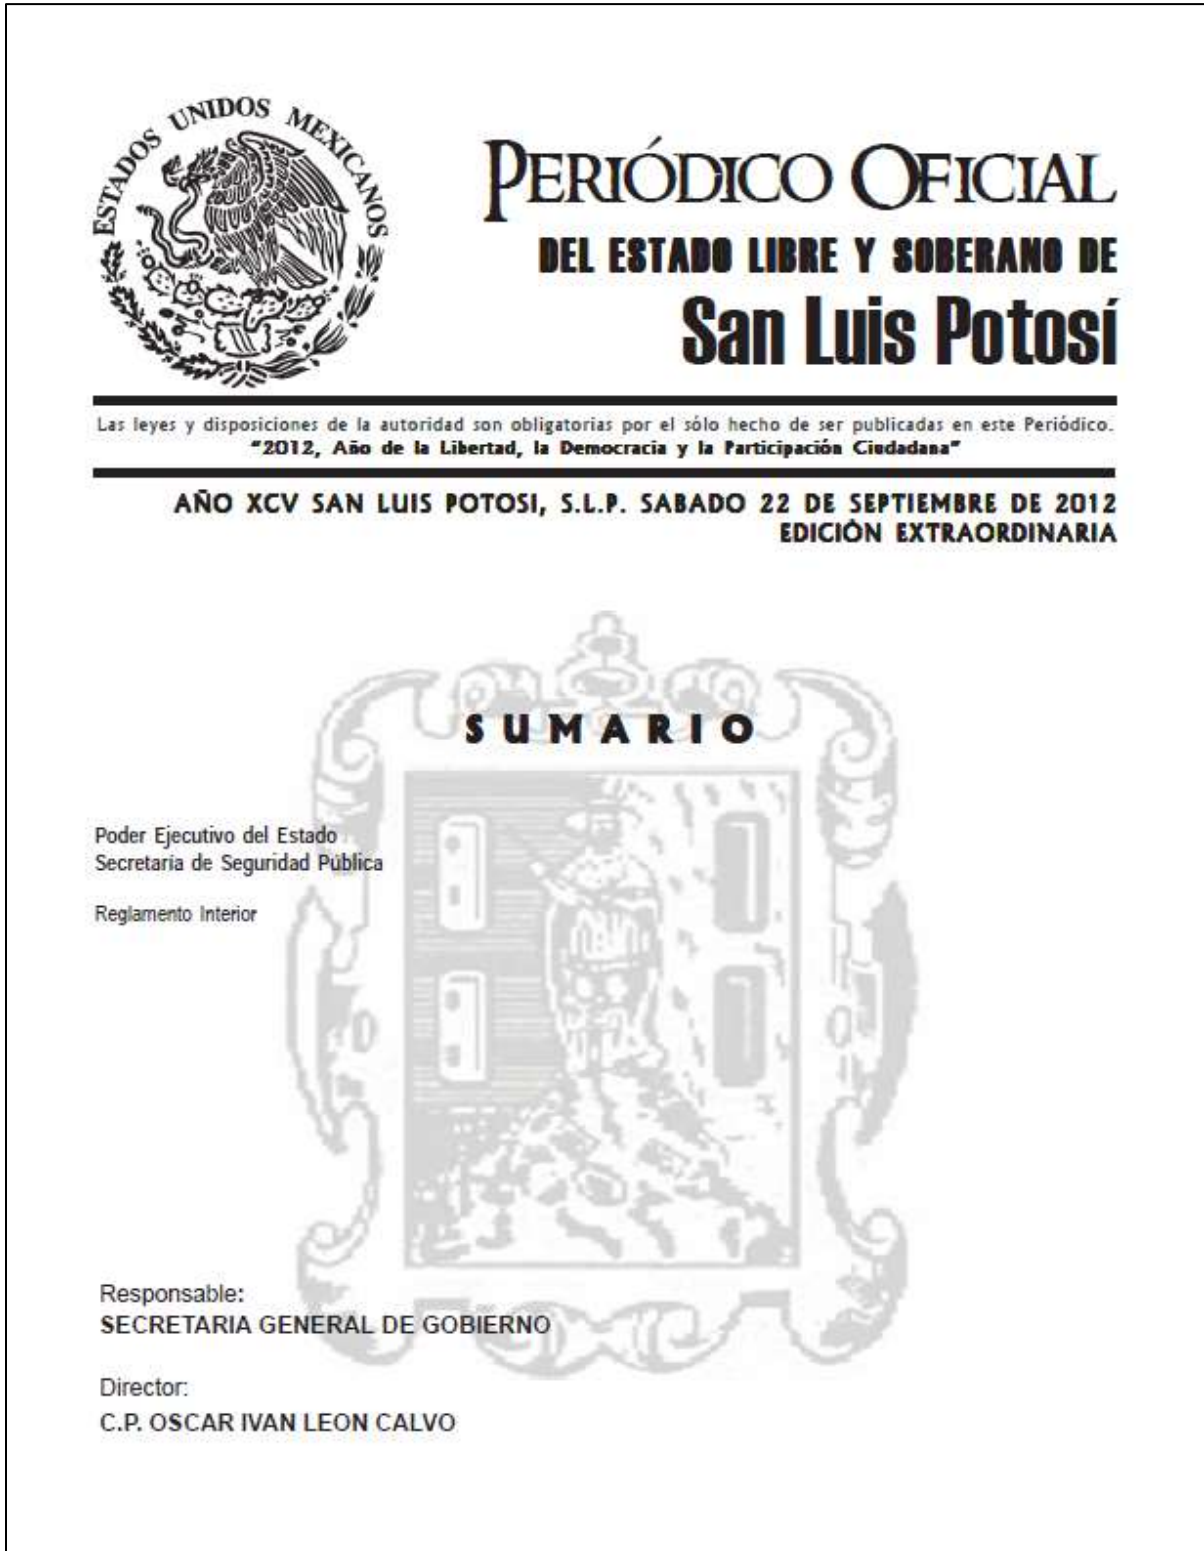 ESTADOS UNIDOS MEXICANOS
PERIÓDICO OFICIAL
DEL ESTADO LIBRE Y SOBERANO DE
San Luis Potosí
Las leyes y disposiciones de la autoridad son obligatorias por el sólo hecho de ser publicadas en este Periódico.
"2012, Año de la Libertad, la Democracia y la Participación Ciudadana"
AÑO XCV SAN LUIS POTOSI, S.L.P. SABADO 22 DE SEPTIEMBRE DE 2012
EDICIÓN EXTRAORDINARIA
SUMARIO
Poder Ejecutivo del Estado
Secretaría de Seguridad Pública
Reglamento Interior
Responsable:
SECRETARIA GENERAL DE GOBIERNO
Director:
C.P. OSCAR IVAN LEON CALVO